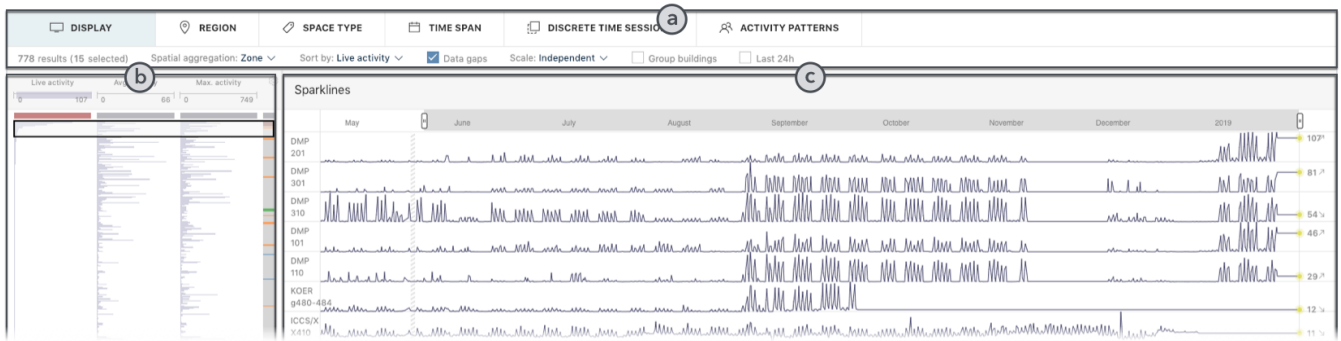 DISPLAY REGION SPACE TYPE TIME SPAN DISCRETE TIME SESSIO ACTIVITY PATTERNS
a
778 results (15 selected) Spatial aggregation: Zone Sort by: Live activity Data gaps Scale: Independent Group buildings Last 24h
b
c
Live activity Avg. Max. activity
0 107 0 66 0 749
Sparklines
May June July August September October November December 2019
DMP
201
107
DMP
301
81
DMP
310
54
DMP
101
46
DMP
110
29
KOER
g480-484
12
ICCS/X
X410
11